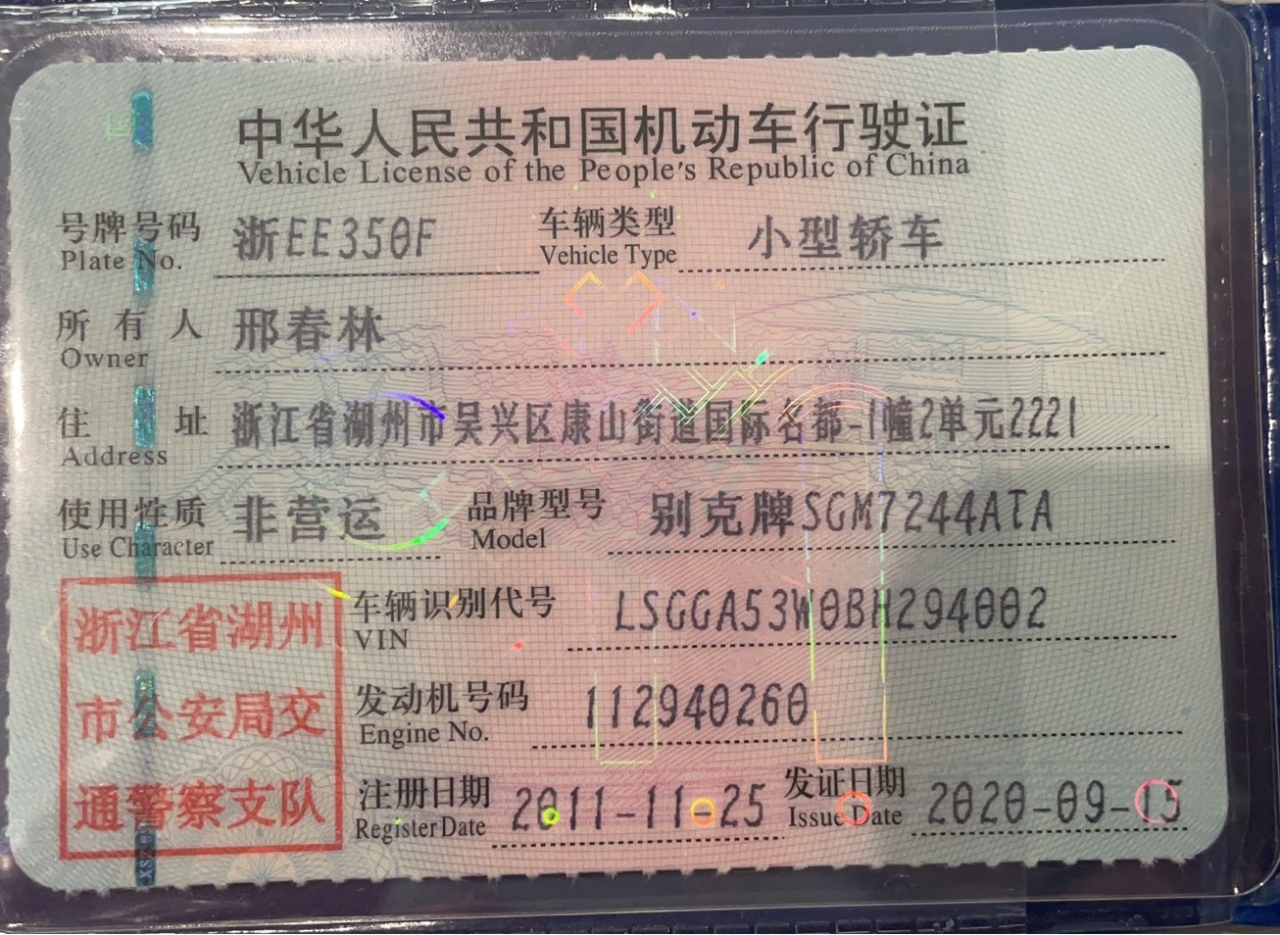 中华人民共和国机动车行驶证
Vehicle License of the People's Republic of China
号牌号码 浙EE350F 车辆类型 小型轿车
Plate No. Vehicle Type
所有人 邢春林
Owner
住址 浙江省湖州市吴兴区康山街道国际名都-1幢2单元2221
Address
使用性质 非营运 品牌型号 别克牌SGM7244ATA
Use Character Model
车辆识别代号 LSGGA53W0BH294002
VIN
发动机号码 112940260
Engine No.
注册日期 2011-11-25 发证日期 2020-09-15
Register Date Issue Date
浙江省湖州
市公安局交
通警察支队